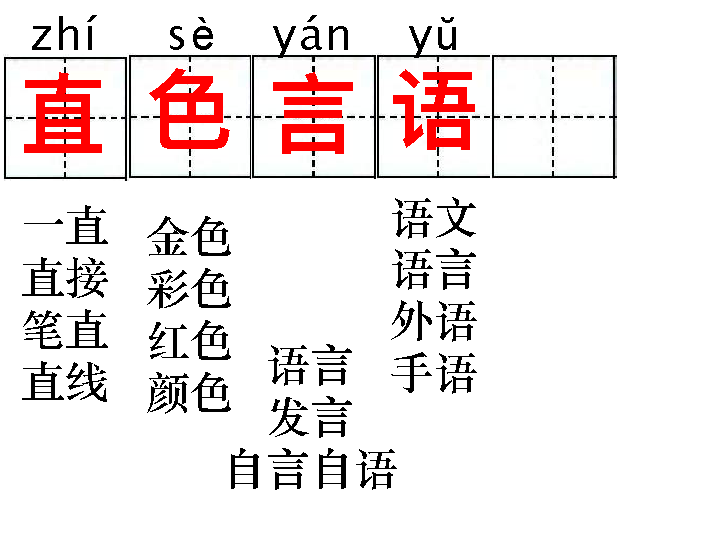 zhí sè yán yǔ
直 色 言 语
一直
直接
笔直
直线
金色
彩色
红色
颜色
语言
发言
自言自语
语文
语言
外语
手语